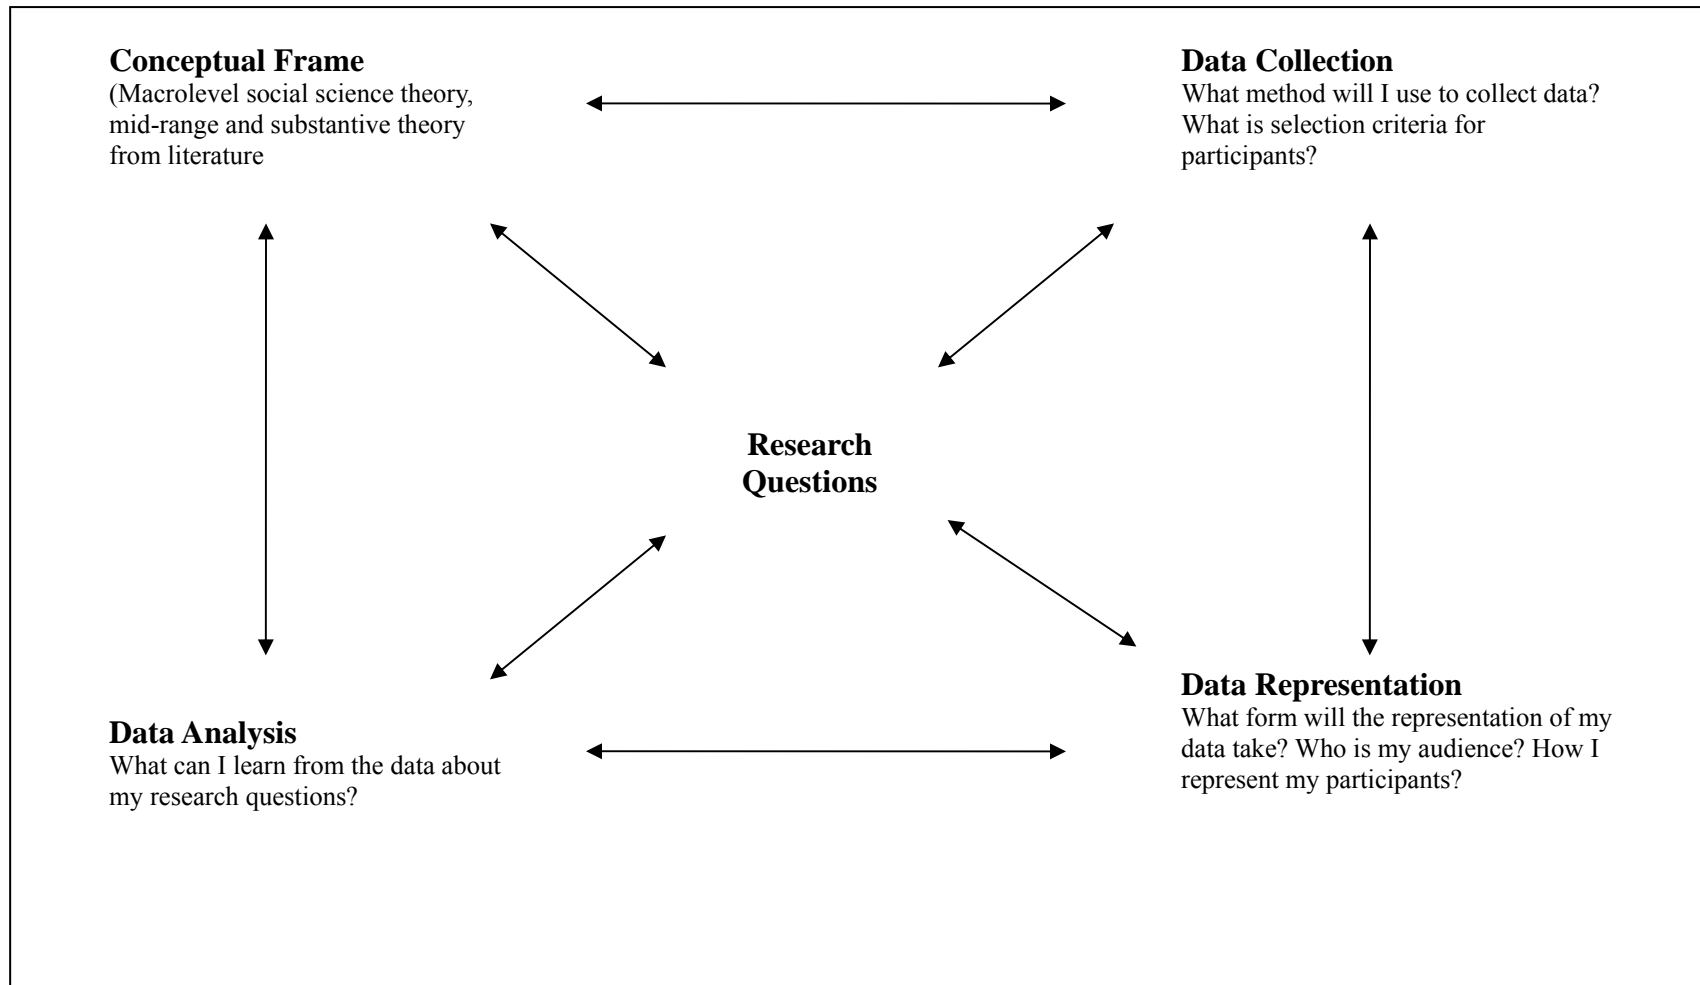 Conceptual Frame
(Macrolevel social science theory,
mid-range and substantive theory
from literature
Data Collection
What method will I use to collect data?
What is selection criteria for
participants?
Research
Questions
Data Analysis
What can I learn from the data about
my research questions?
Data Representation
What form will the representation of my
data take? Who is my audience? How I
represent my participants?